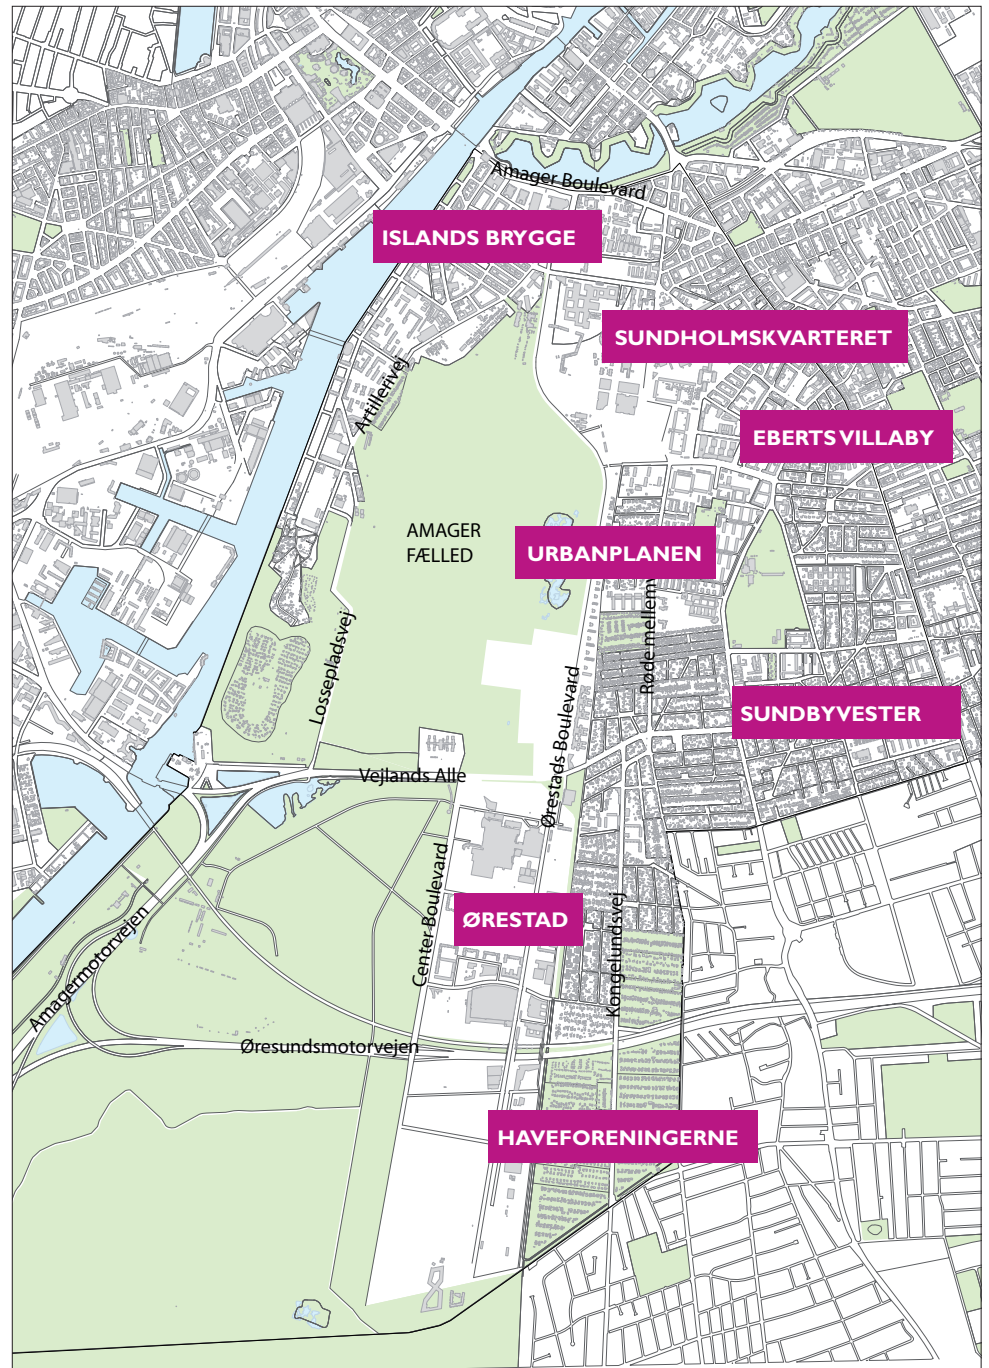 Amager Boulevard
ISLANDS BRYGGE
SUNDHOLMSKVARTERET
Artillerivej
EBERTS VILLABY
AMAGER
FÆLLED
URBANPLANEN
Røde mellemv
Lossepladsvej
Ørestads Boulevard
SUNDBYVESTER
Vejlands Alle
Center Boulevard
ØRESTAD
Kongelundsvej
Amagermotorvejen
Øresundsmotorvejen
HAVEFORENINGERNE